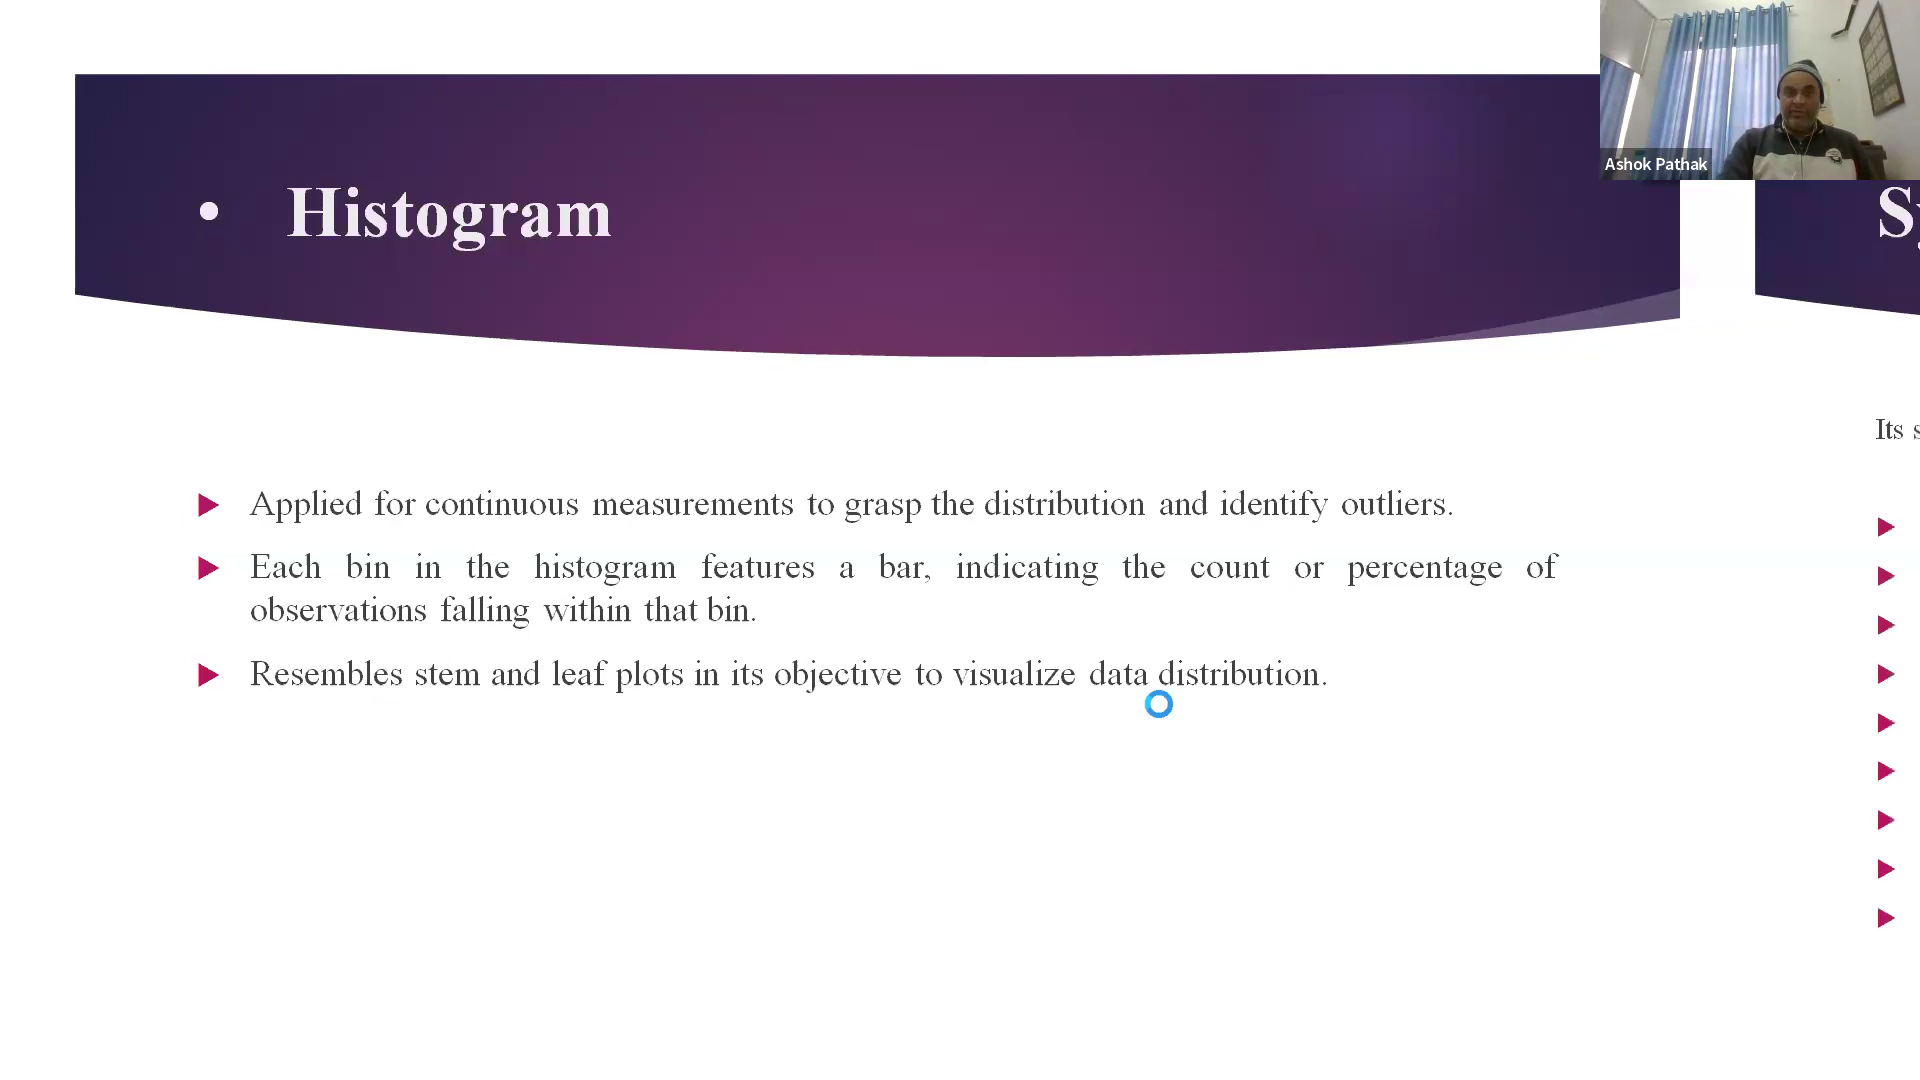 Ashok Pathak
• Histogram
Applied for continuous measurements to grasp the distribution and identify outliers.
Each bin in the histogram features a bar, indicating the count or percentage of
observations falling within that bin.
Resembles stem and leaf plots in its objective to visualize data distribution.
Its